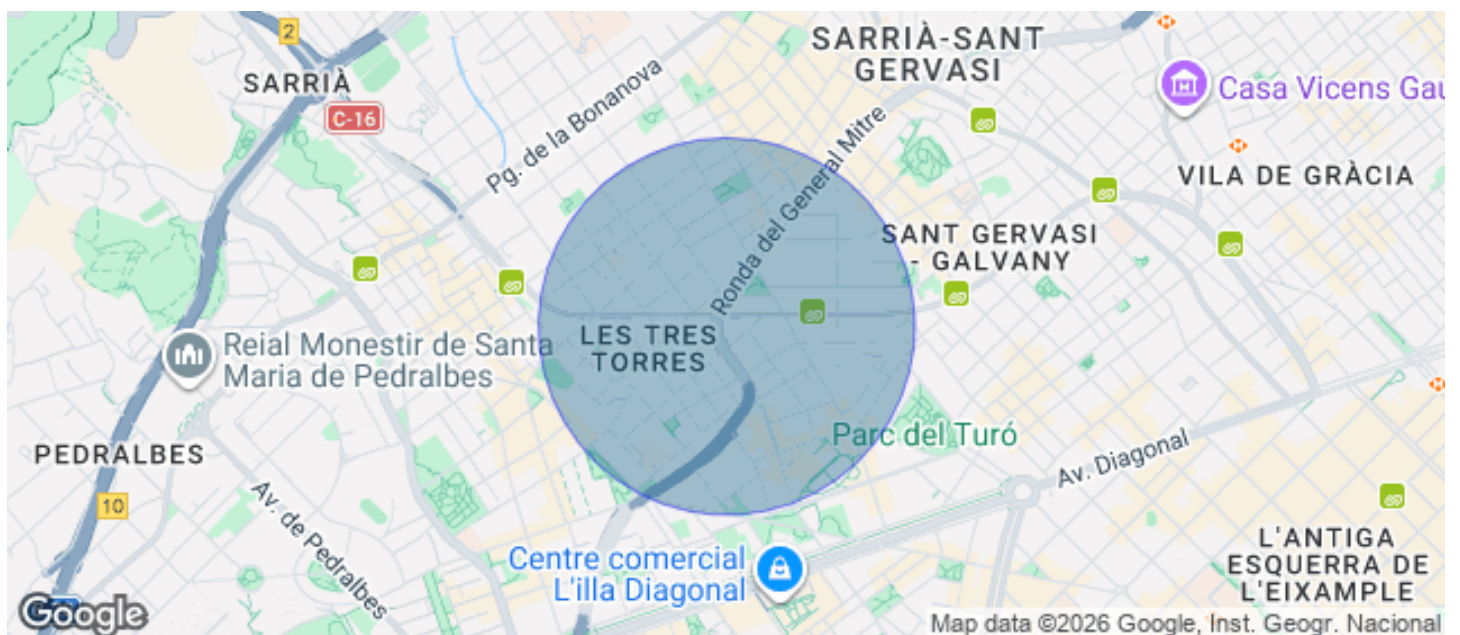 2
SARRIÀ
C-16
Pg. de la Bonanova
SARRIÀ-SANT
GERVASI
Casa Vicens Gau
Ronda del General Mitre
VILA DE GRÀCIA
SANT GERVASI
- GALVANY
LES TRES
TORRES
Reial Monestir de Santa
Maria de Pedralbes
PEDRALBES
10
Av. de Pedralbes
Parc del Turó
Av. Diagonal
Centre comercial
L'illa Diagonal
L'ANTIGA
ESQUERRA DE
L'EIXAMPLE
Google
Map data ©2026 Google, Inst. Geogr. Nacional